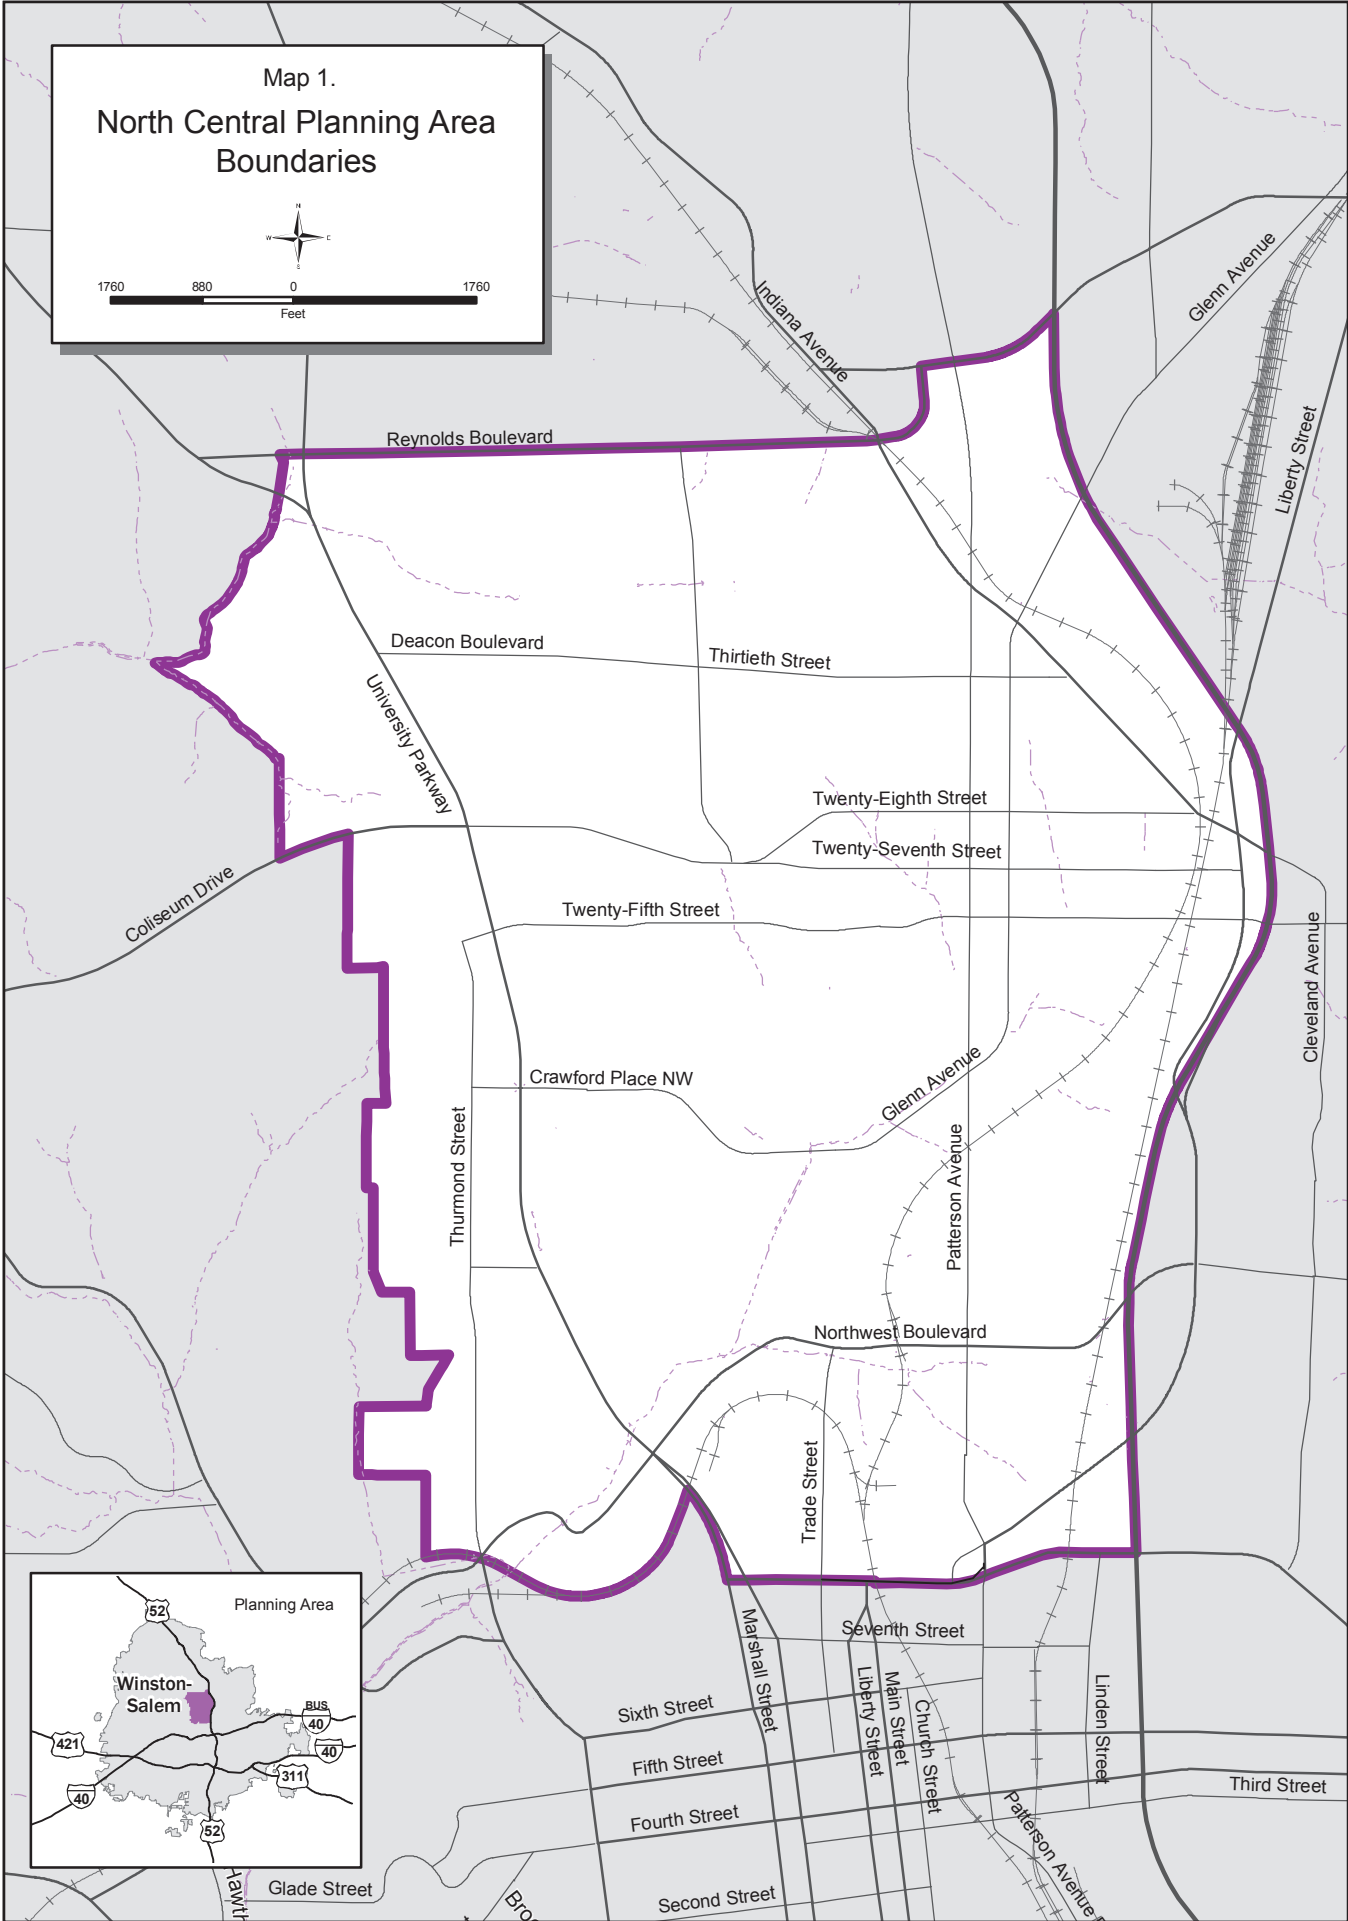 Map 1.
North Central Planning Area
Boundaries
N
W
E
S
1760 880 0 1760
Feet
Indiana Avenue
Glenn Avenue
Liberty Street
Reynolds Boulevard
Deacon Boulevard
Thirtieth Street
University Parkway
Twenty-Eighth Street
Twenty-Seventh Street
Coliseum Drive
Twenty-Fifth Street
Cleveland Avenue
Crawford Place NW
Glenn Avenue
Thurmond Street
Patterson Avenue
Northwest Boulevard
Trade Street
Planning Area
52
Winston-
Salem
BUS
40
421
40
311
40
52
Marshall Street
Seventh Street
Liberty Street
Main Street
Church Street
Linden Street
Sixth Street
Fifth Street
Fourth Street
Third Street
Patterson Avenue
Glade Street
Hawth
Broo
Second Street